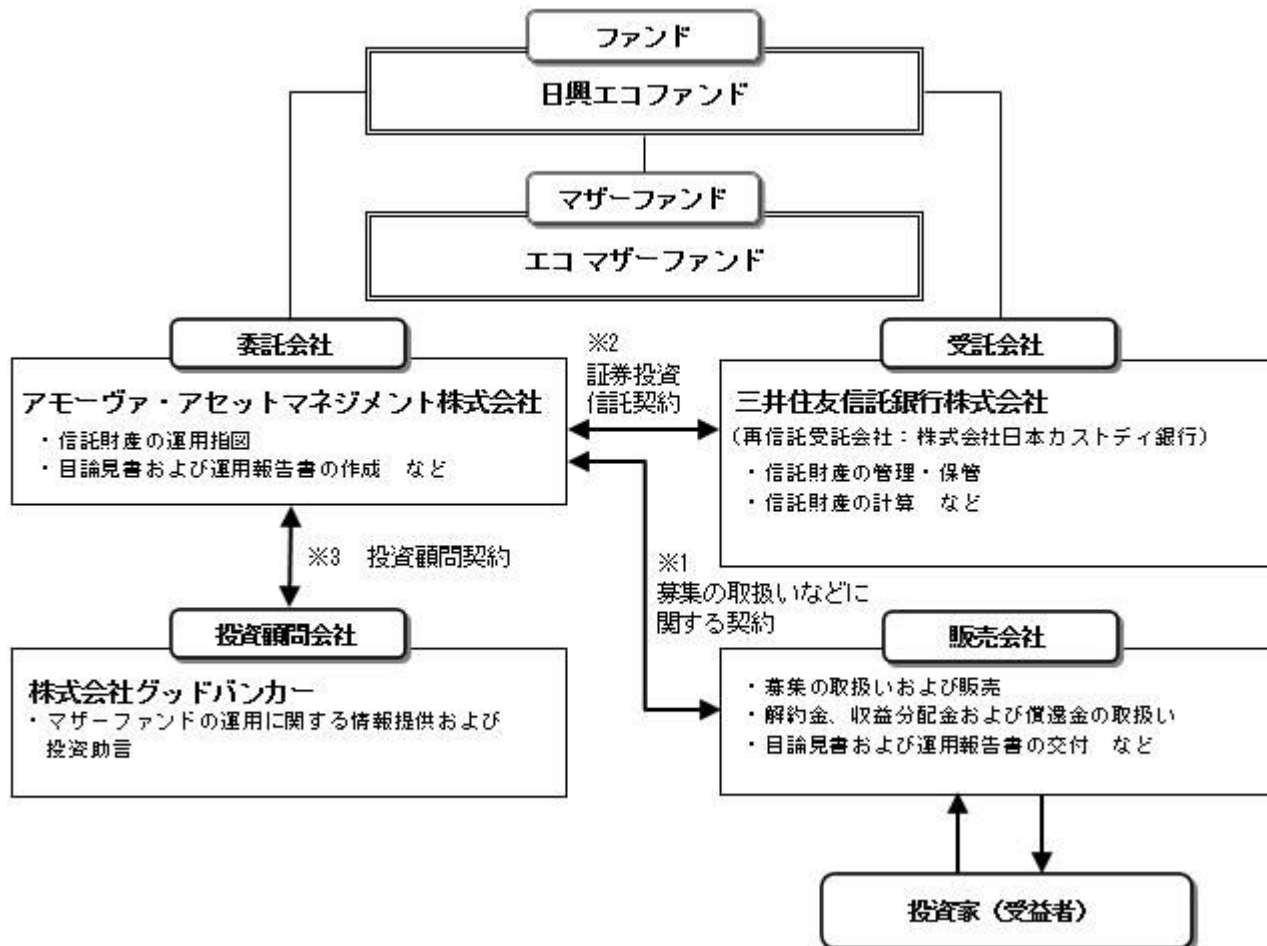 ファンド
日興エコファンド
マザーファンド
エコ マザーファンド
委託会社
アモーヴァ・アセットマネジメント株式会社
・信託財産の運用指図
・目論見書および運用報告書の作成　など
※2
証券投資
信託契約
受託会社
三井住友信託銀行株式会社
（再信託受託会社：株式会社日本カストディ銀行）
・信託財産の管理・保管
・信託財産の計算　など
※3　投資顧問契約
※1
募集の取扱いなどに
関する契約
投資顧問会社
株式会社グッドバンカー
・マザーファンドの運用に関する情報提供および
投資助言
販売会社
・募集の取扱いおよび販売
・解約金、収益分配金および償還金の取扱い
・目論見書および運用報告書の交付　など
投資家（受益者）